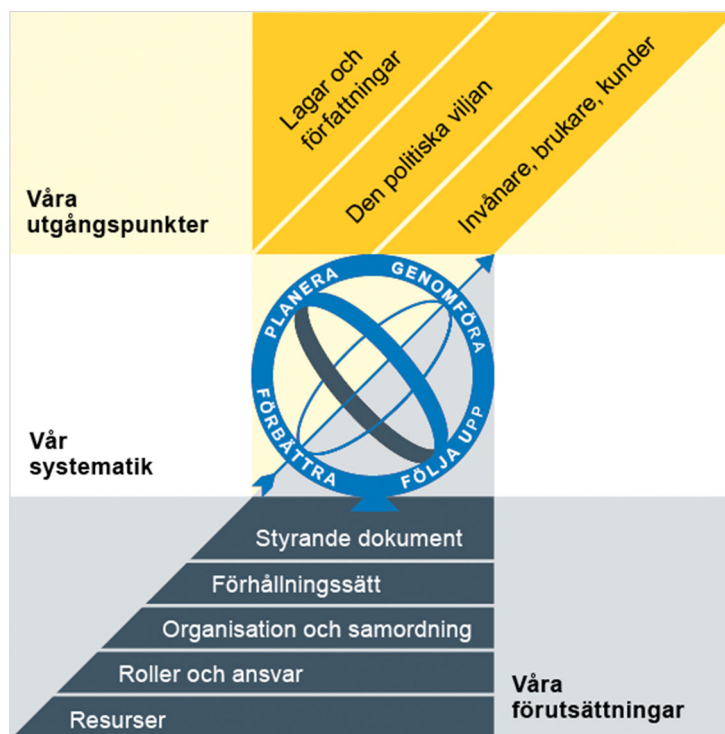 Lagar och
författningar
Den politiska viljan
Invånare, brukare, kunder
Våra
utgångspunkter
PLANERA
GENOMFÖRA
FÖLJA UPP
FÖRBÄTTRA
Vår
systematik
Styrande dokument
Förhållningssätt
Organisation och samordning
Roller och ansvar
Resurser
Våra
förutsättningar